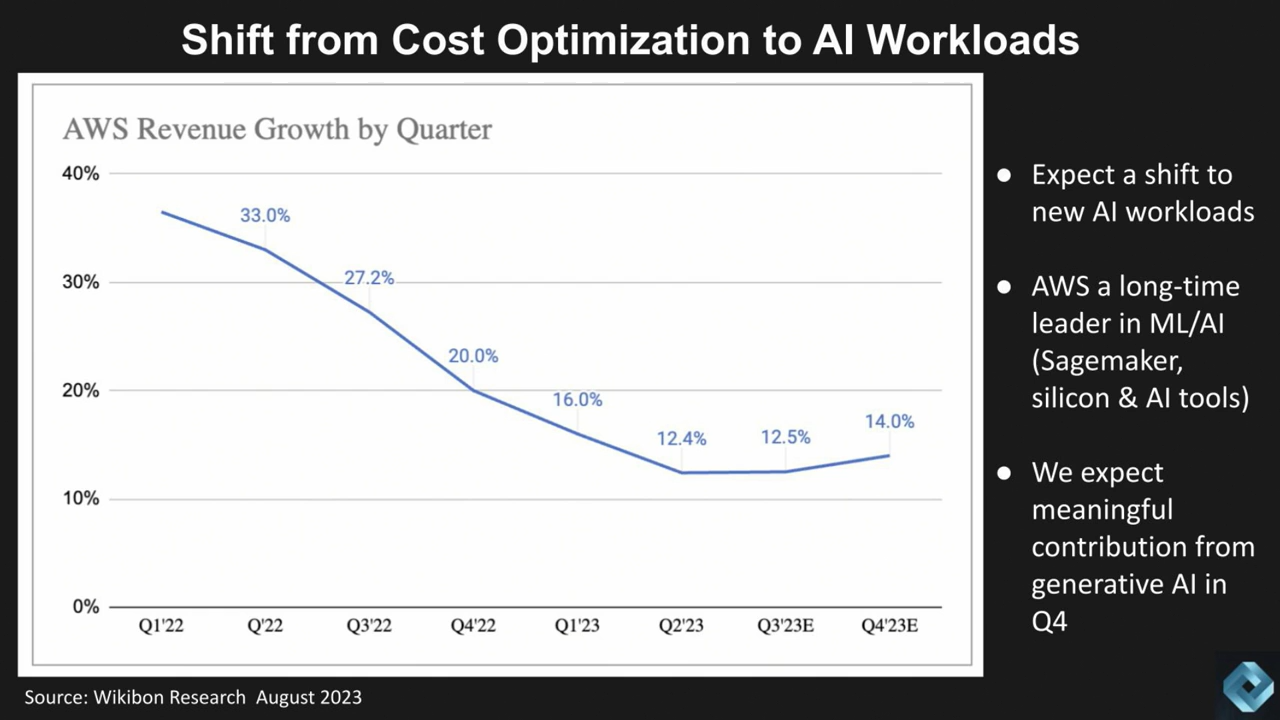 Shift from Cost Optimization to AI Workloads
AWS Revenue Growth by Quarter
40%
30%
20%
10%
0%
33.0%
27.2%
20.0%
16.0%
12.4%
12.5%
14.0%
Q1'22
Q'22
Q3'22
Q4'22
Q1'23
Q2'23
Q3'23E
Q4'23E
● Expect a shift to
new AI workloads
● AWS a long-time
leader in ML/AI
(Sagemaker,
silicon & AI tools)
● We expect
meaningful
contribution from
generative AI in
Q4
Source: Wikibon Research August 2023